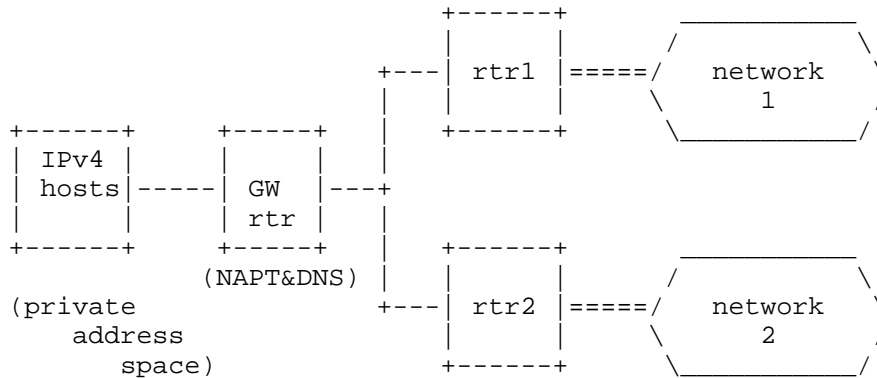 rtr1
network
1
IPv4
hosts
GW
rtr
(NAPT&DNS)
rtr2
network
2
(private
address
space)